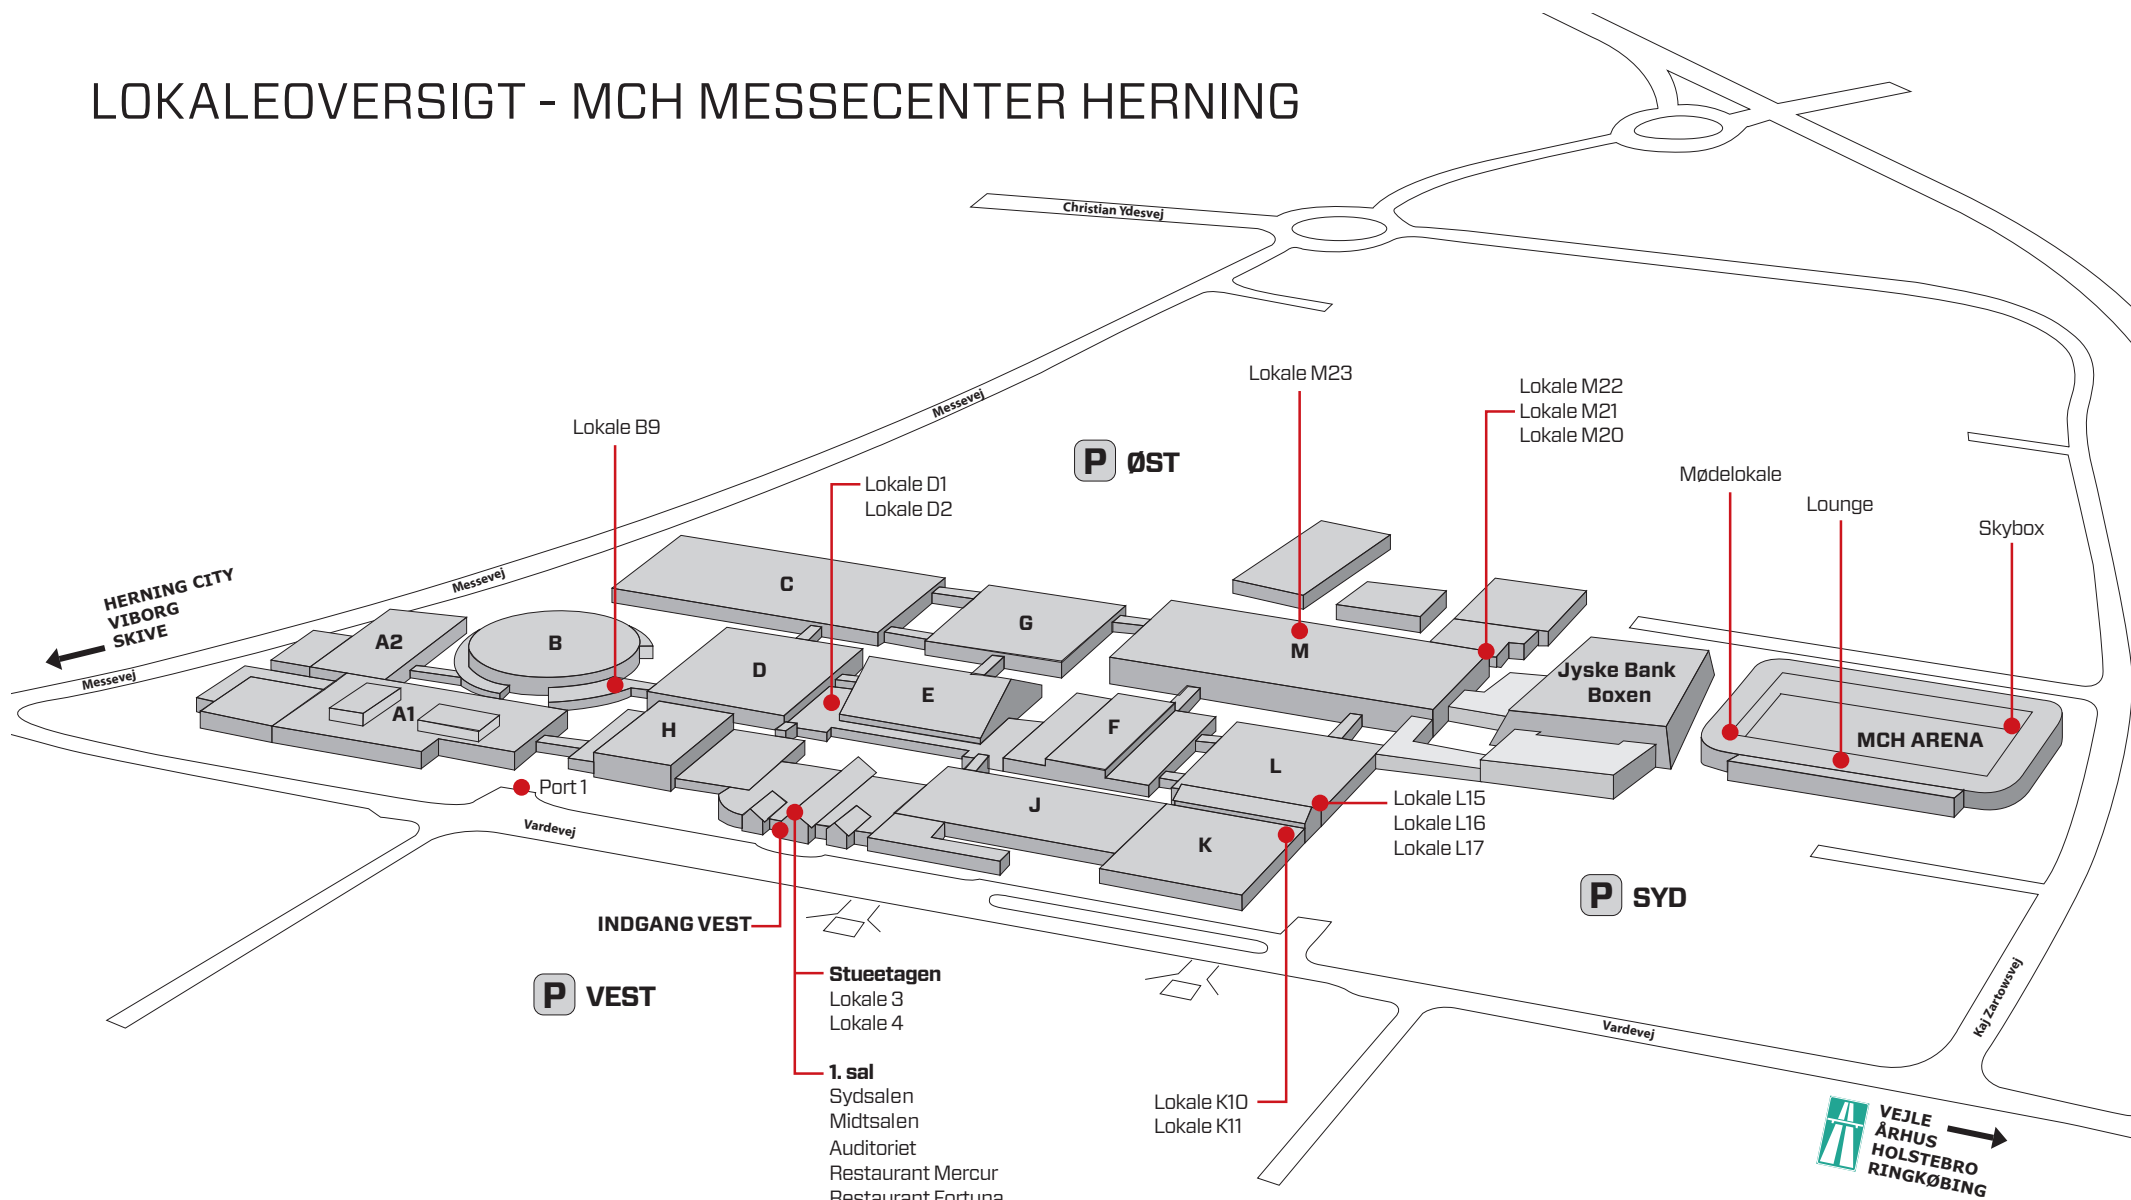 LOKALEOVERSIGT - MCH MESSECENTER HERNING
Christian Ydesvej
Messevej
Lokale M23
Lokale M22
Lokale M21
Lokale M20
Lokale B9
P ØST
Lokale D1
Lokale D2
Mødelokale
Lounge
Skybox
HERNING CITY
VIBORG
SKIVE
Messevej
Messevej
A2
B
C
G
M
D
E
A1
H
F
L
J
K
Jyske Bank
Boxen
MCH ARENA
Port 1
Vardevej
Lokale L15
Lokale L16
Lokale L17
P SYD
INDGANG VEST
P VEST
Stueetagen
Lokale 3
Lokale 4
1. sal
Sydsalen
Midtsalen
Auditoriet
Restaurant Mercur
Restaurant Fortuna
Lokale K10
Lokale K11
Vardevej
Kaj Zartowsvej
VEJLE
ÅRHUS
HOLSTEBRO
RINGKØBING